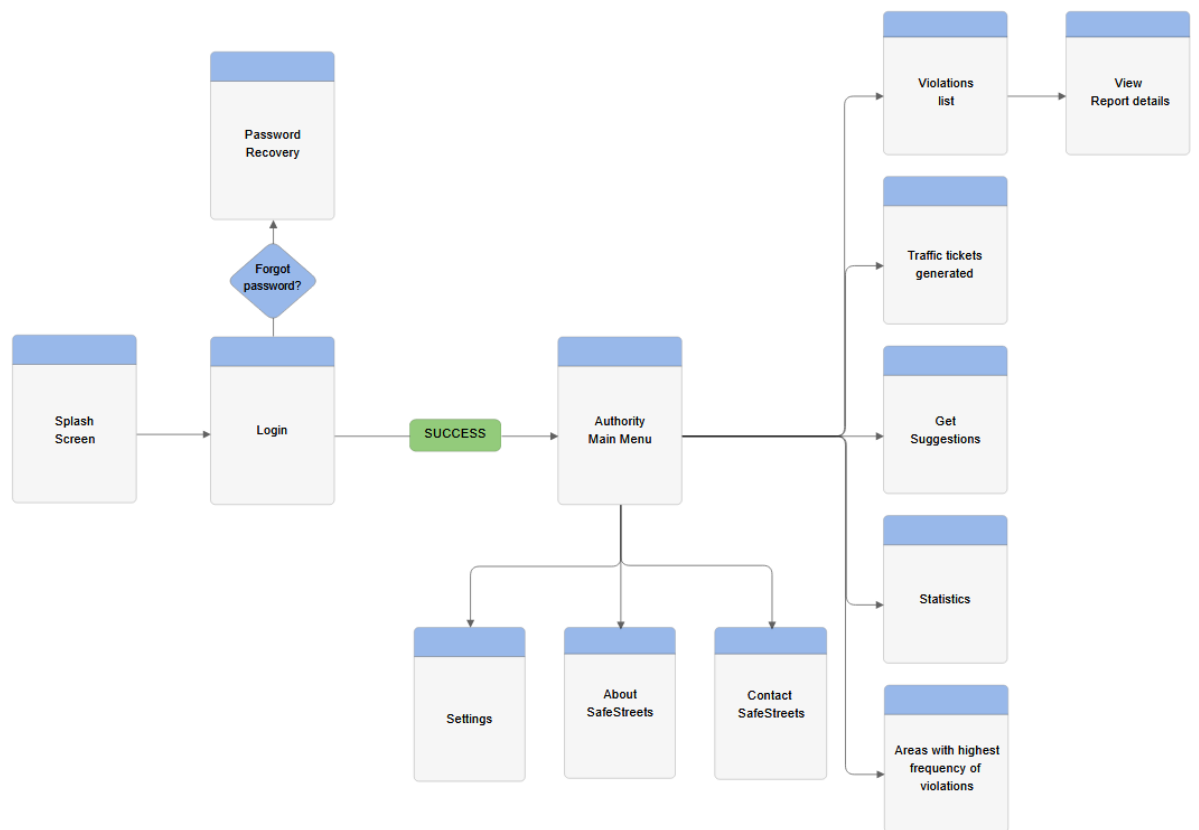 Violations
list
View
Report details
Password
Recovery
Traffic tickets
generated
Forgot
password?
Splash
Screen
Login
SUCCESS
Authority
Main Menu
Get
Suggestions
Statistics
Settings
About
SafeStreets
Contact
SafeStreets
Areas with highest
frequency of
violations